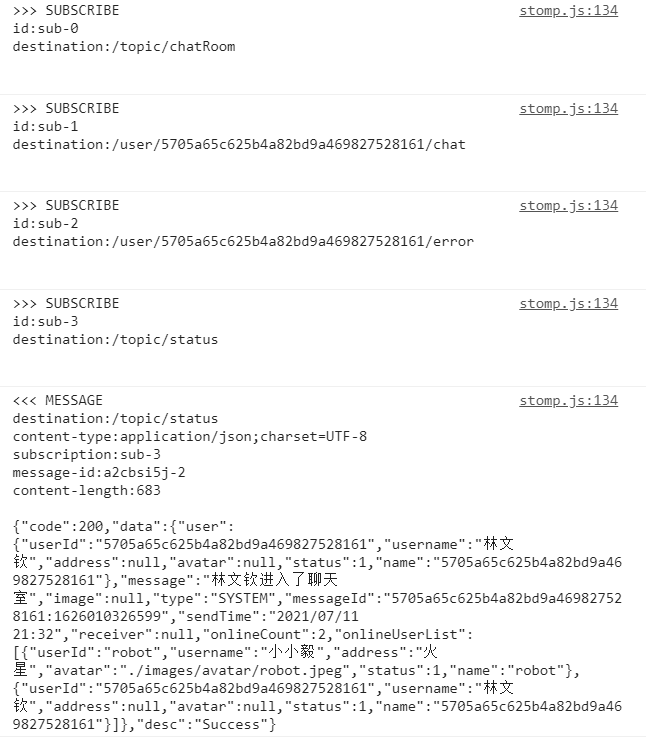 >>> SUBSCRIBE stomp.js:134
id:sub-0
destination:/topic/chatRoom
>>> SUBSCRIBE stomp.js:134
id:sub-1
destination:/user/5705a65c625b4a82bd9a469827528161/chat
>>> SUBSCRIBE stomp.js:134
id:sub-2
destination:/user/5705a65c625b4a82bd9a469827528161/error
>>> SUBSCRIBE stomp.js:134
id:sub-3
destination:/topic/status
<<< MESSAGE stomp.js:134
destination:/topic/status
content-type:application/json;charset=UTF-8
subscription:sub-3
message-id:a2cbsi5j-2
content-length:683
{"code":200,"data":{"user":
{"userId":"5705a65c625b4a82bd9a469827528161","username":"林文
钦","address":null,"avatar":null,"status":1,"name":"5705a65c625b4a82bd9a46
9827528161"},"message":"林文钦进入了聊天
室","image":null,"type":"SYSTEM","messageId":"5705a65c625b4a82bd9a46982752
8161:1626010326599","sendTime":"2021/07/11
21:32","receiver":null,"onlineCount":2,"onlineUserList":
[{"userId":"robot","username":"小小毅","address":"火
星","avatar":"./images/avatar/robot.jpeg","status":1,"name":"robot"},
{"userId":"5705a65c625b4a82bd9a469827528161","username":"林文
钦","address":null,"avatar":null,"status":1,"name":"5705a65c625b4a82bd9a46
9827528161"}]},"desc":"Success"}